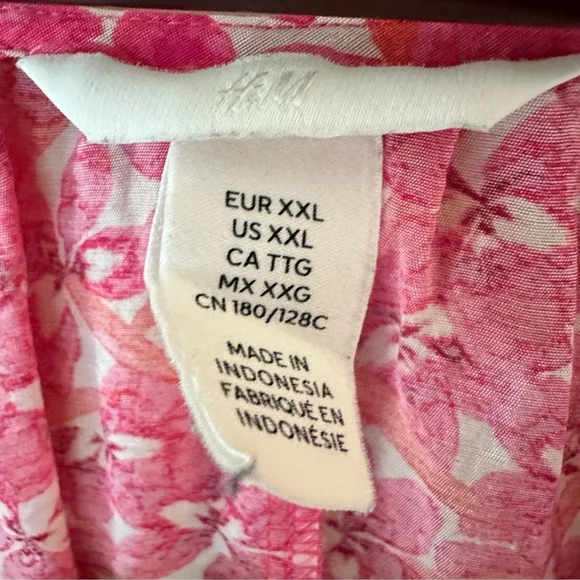 H&M
EUR XXL
US XXL
CA TTG
MX XXG
CN 180/128C
MADE IN
INDONESIA
FABRIQUÉ EN
INDONÉSIE